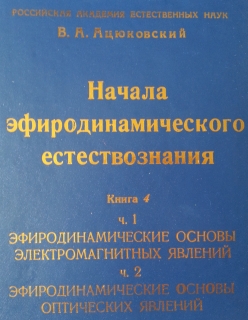 РОССИЙСКАЯ АКАДЕМИЯ ЕСТЕСТВЕННЫХ НАУК
В. А. Ацюковский
Начала
эфиродинамического
естествознания
Книга 4
ч. 1
ЭФИРОДИНАМИЧЕСКИЕ ОСНОВЫ
ЭЛЕКТРОМАГНИТНЫХ ЯВЛЕНИЙ
ч. 2
ЭФИРОДИНАМИЧЕСКИЕ ОСНОВЫ
ОПТИЧЕСКИХ ЯВЛЕНИЙ